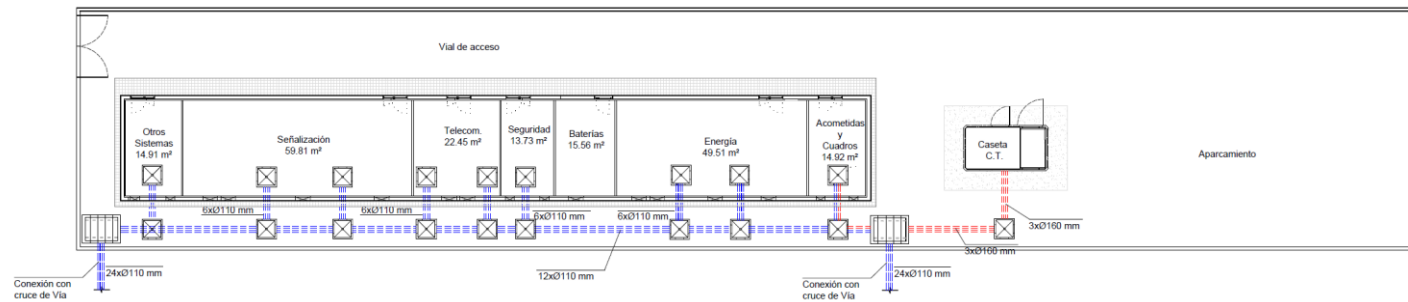 Vial de acceso
Otros
Sistemas
14.91 m²
Señalización
59.81 m²
Telecom.
22.45 m²
Seguridad
13.73 m²
Baterías
15.56 m²
Energía
49.51 m²
Acometidas
y
Cuadros
14.92 m²
Caseta
C.T.
Aparcamiento
6xØ110 mm
6xØ110 mm
6xØ110 mm
6xØ110 mm
3xØ160 mm
3xØ160 mm
24xØ110 mm
12xØ110 mm
24xØ110 mm
Conexión con
cruce de Vía
Conexión con
cruce de Vía